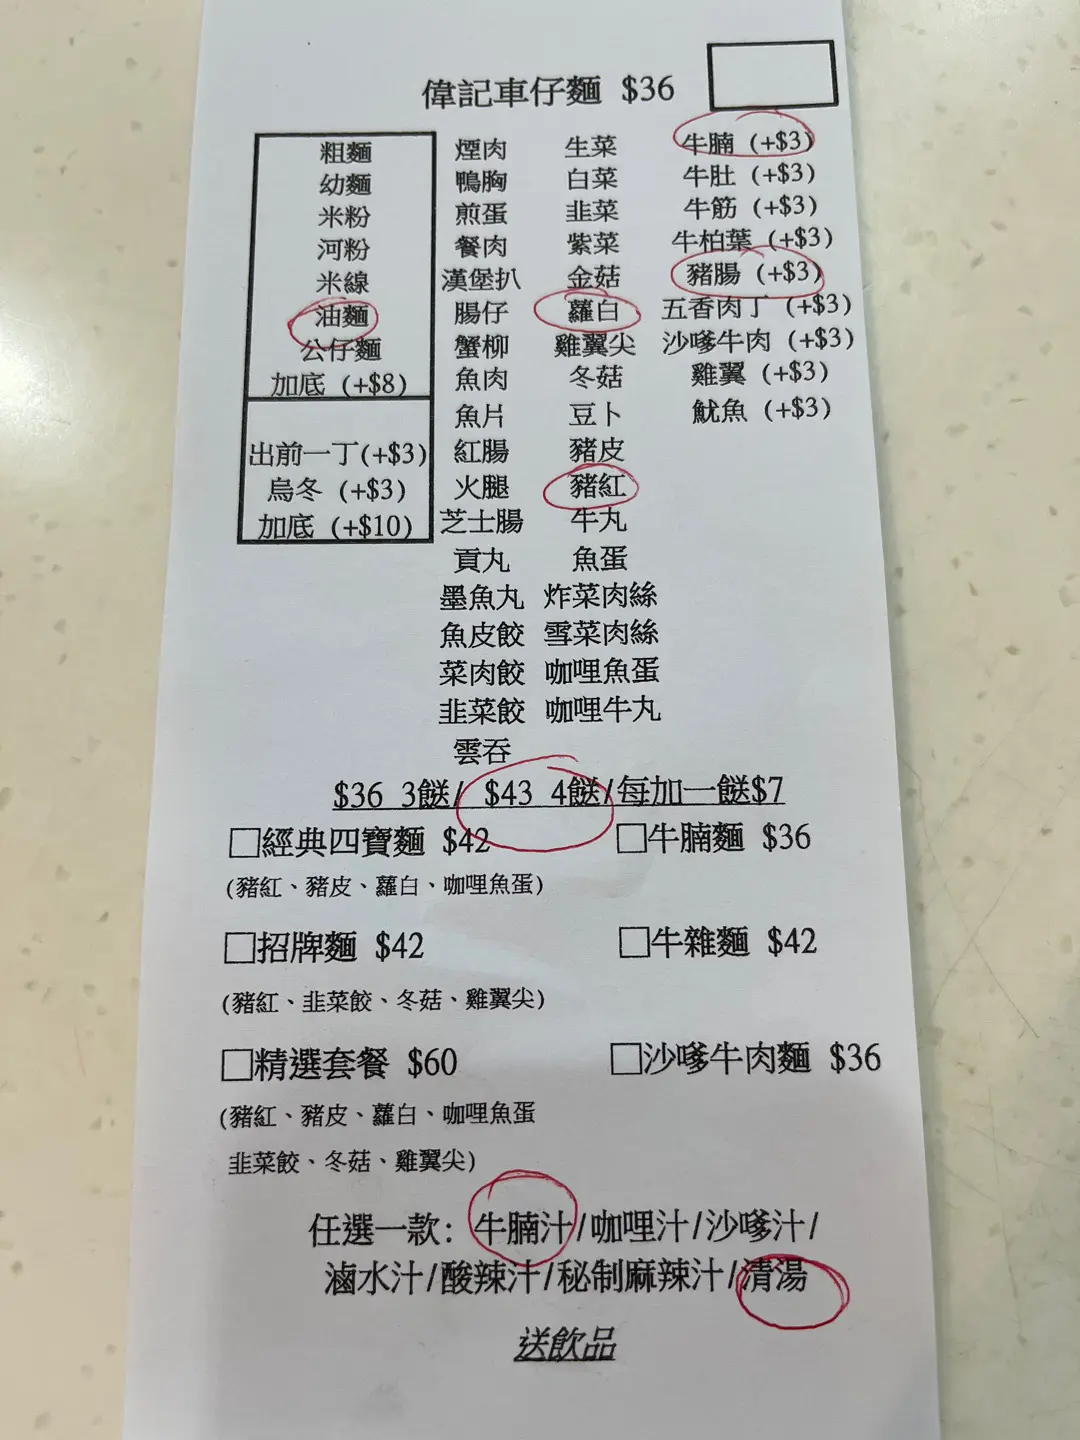 偉記車仔麵 $36
粗麵
幼麵
米粉
河粉
米線
油麵
公仔麵
加底 (+$8)
出前一丁(+$3)
烏冬 (+$3)
加底 (+$10)
煙肉
鴨胸
煎蛋
餐肉
漢堡扒
腸仔
蟹柳
魚肉
魚片
紅腸
火腿
芝士腸
貢丸
墨魚丸
魚皮餃
菜肉餃
韭菜餃
雲吞
生菜
白菜
韭菜
紫菜
金菇
蘿白
雞翼尖
冬菇
豆卜
豬皮
豬紅
牛丸
魚蛋
炸菜肉絲
雪菜肉絲
咖哩魚蛋
咖哩牛丸
牛腩 (+$3)
牛肚 (+$3)
牛筋 (+$3)
牛柏葉 (+$3)
豬腸 (+$3)
五香肉丁 (+$3)
沙嗲牛肉 (+$3)
雞翼 (+$3)
魷魚 (+$3)
$36 3餸/ $43 4餸/每加一餸$7
□經典四寶麵 $42 □牛腩麵 $36
(豬紅、豬皮、蘿白、咖哩魚蛋)
□招牌麵 $42 □牛雜麵 $42
(豬紅、韭菜餃、冬菇、雞翼尖)
□精選套餐 $60 □沙嗲牛肉麵 $36
(豬紅、豬皮、蘿白、咖哩魚蛋
韭菜餃、冬菇、雞翼尖)
任選一款: 牛腩汁/咖哩汁/沙嗲汁/
滷水汁/酸辣汁/秘制麻辣汁/清湯
送飲品